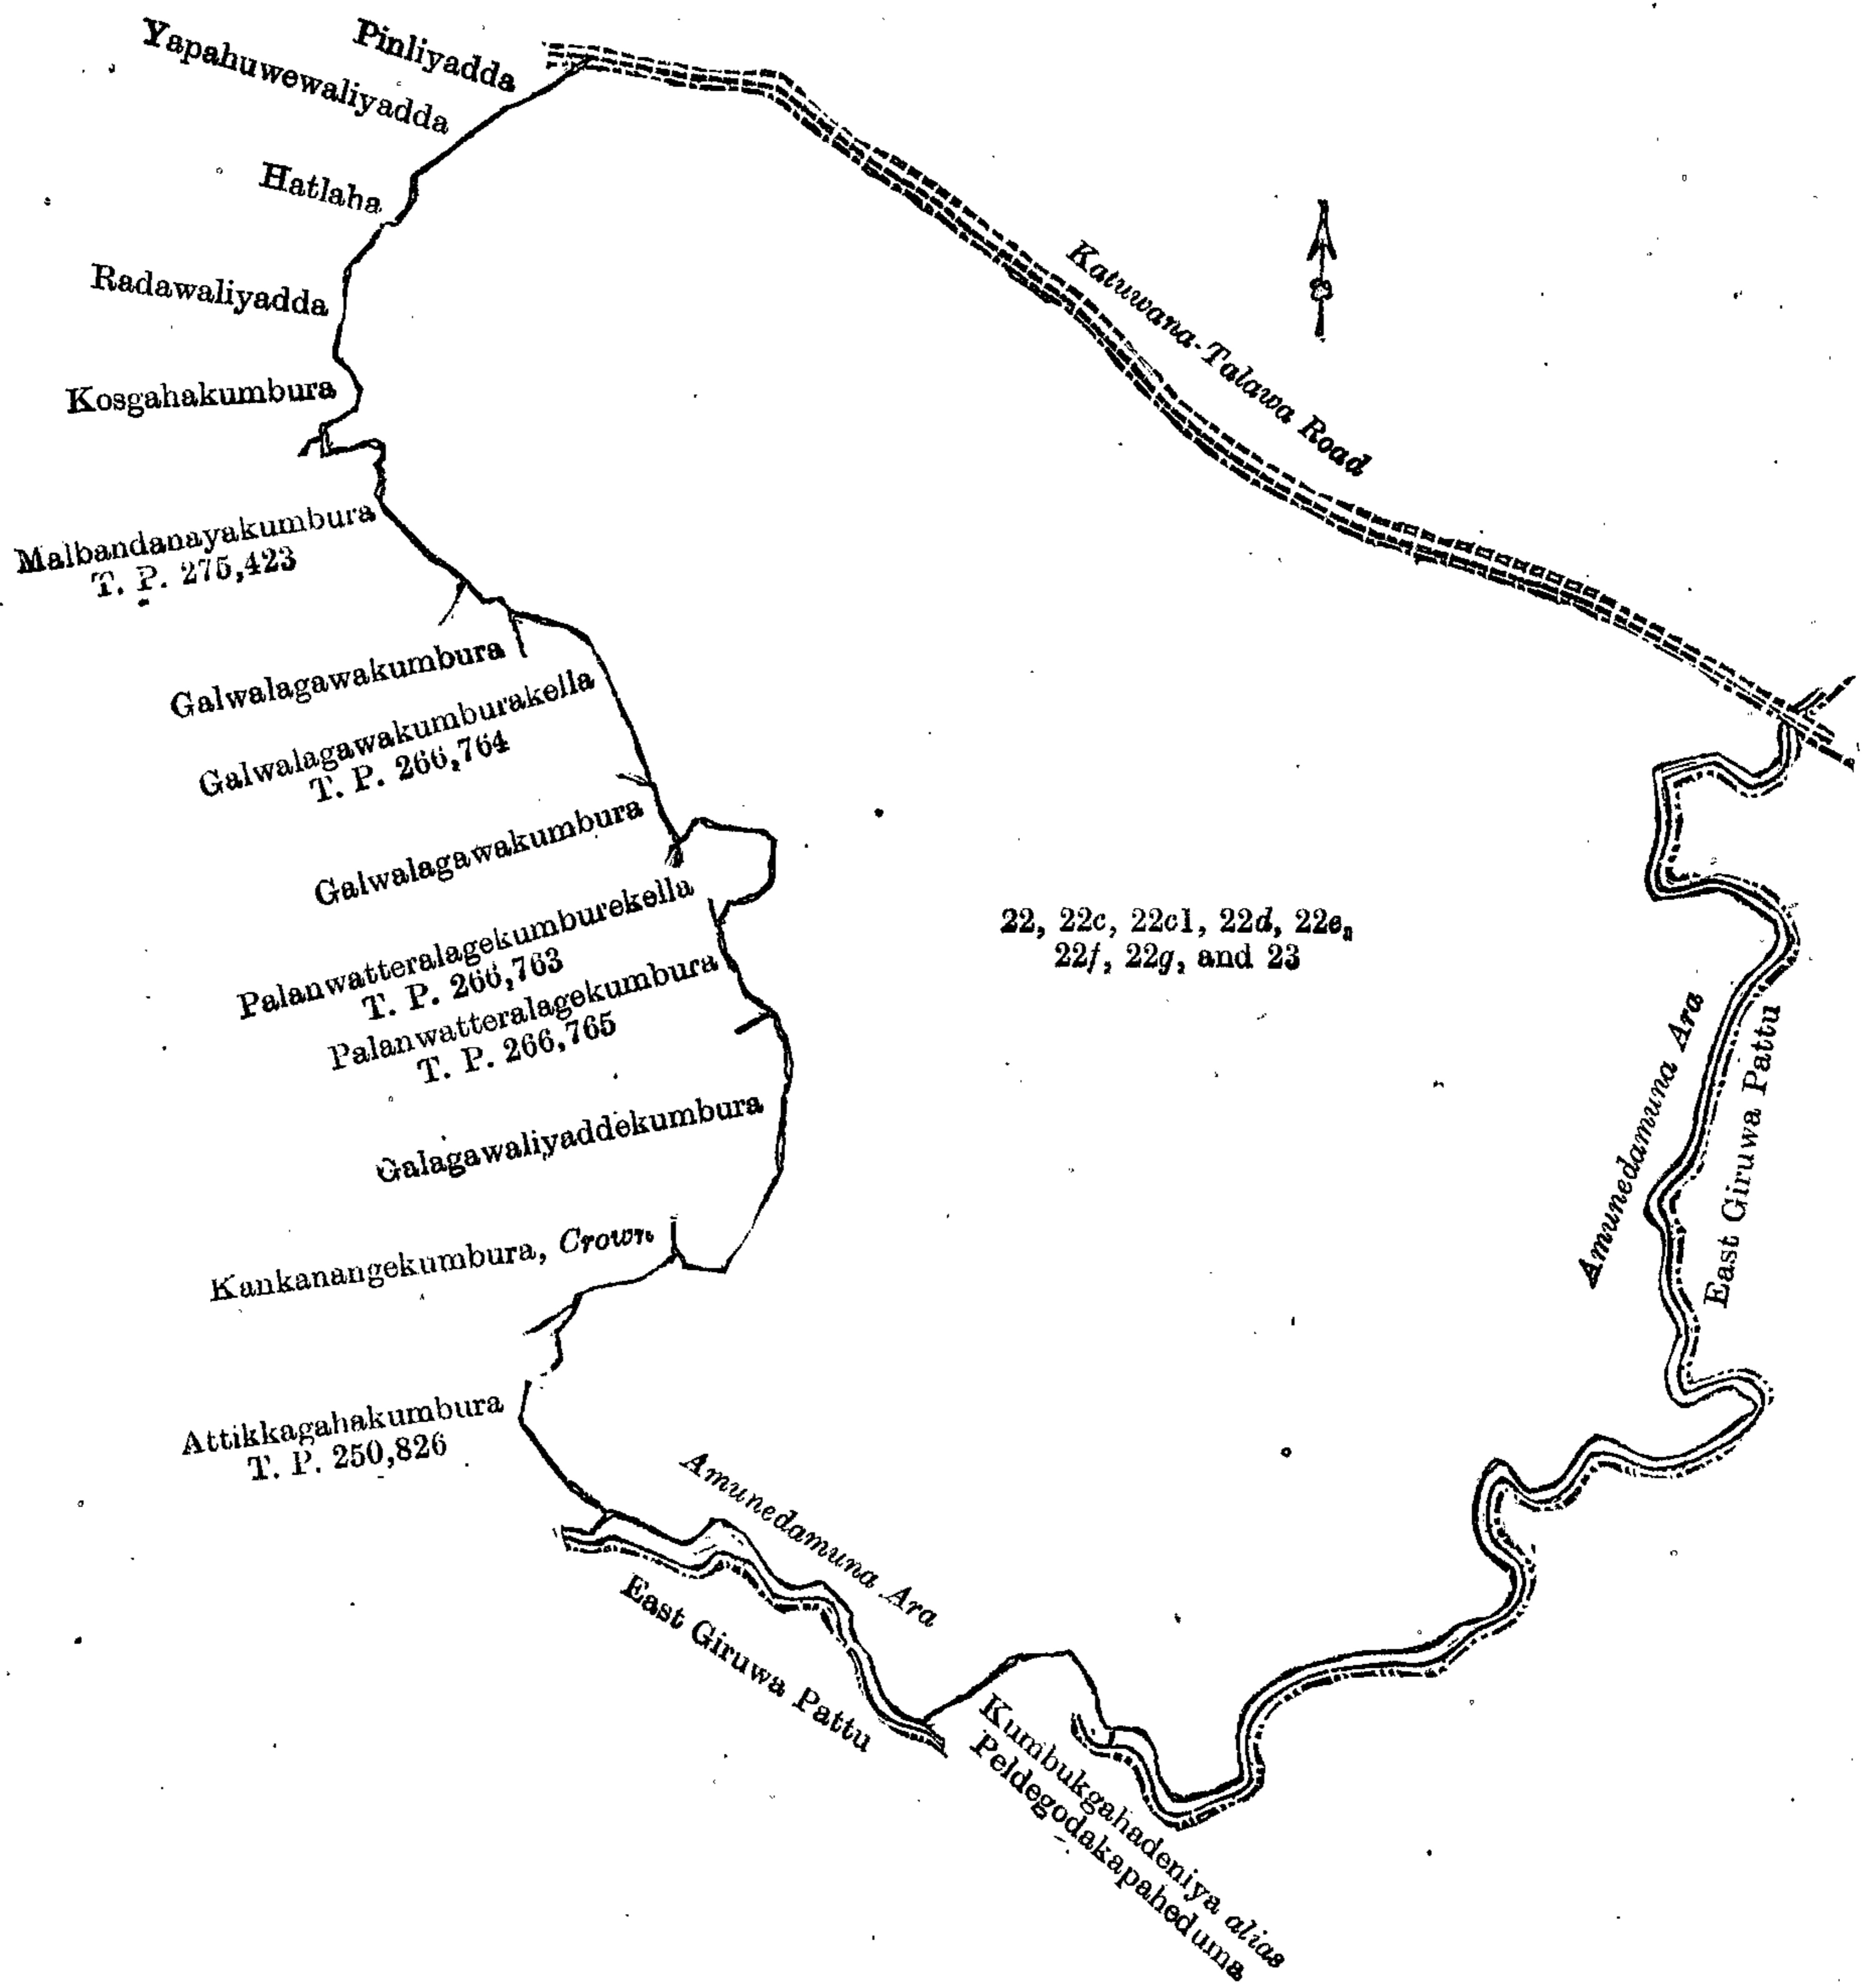 Pinliyadda
Yapahuwewaliyadda
Hatlaha
Radawaliyadda
Kosgahakumbura
Malbandanayakumbura
T. P. 275,423
Galwalagawakumbura
Galwalagawakumburakella
T. P. 266,764
Galwalagawakumbura
Palanwatteralagekumburekella
T. P. 266,763
Palanwatteralagekumbura
T. P. 266,765
Galagawaliyaddekumbura
Kankanangekumbura, Crown
Attikkagahakumbura
T. P. 250,826
Katuwana-Talawa Road
22, 22c, 22c1, 22d, 22e,
22f, 22g, and 23
Amunedamuna Ara
East Giruwa Pattu
Amunedamuna Ara
East Giruwa Pattu
Kumbukgahadeniya alias
Peldegodakapaheduma